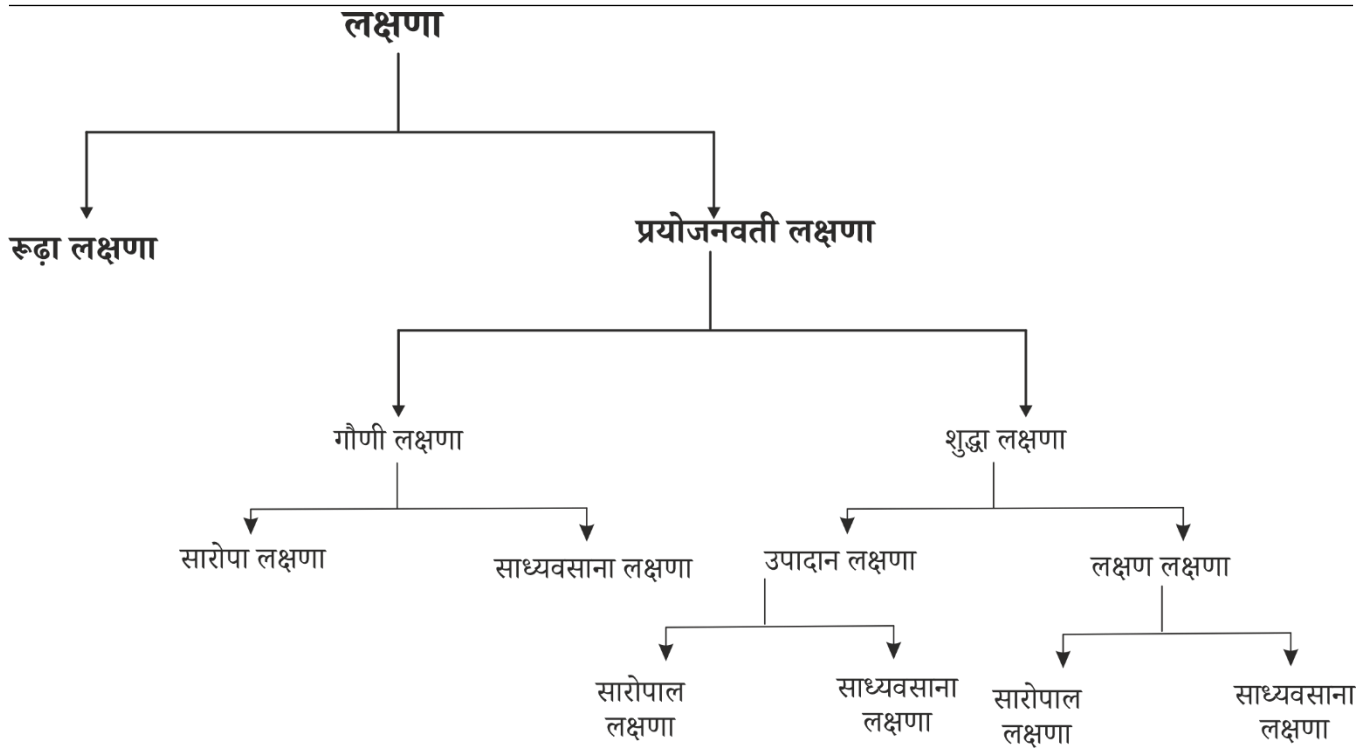 लक्षणा
रूढ़ा लक्षणा
प्रयोजनवती लक्षणा
गौणी लक्षणा
शुद्धा लक्षणा
सारोपा लक्षणा
साध्यवसाना लक्षणा
उपादान लक्षणा
लक्षण लक्षणा
सारोपाल
लक्षणा
साध्यवसाना
लक्षणा
सारोपाल
लक्षणा
साध्यवसाना
लक्षणा